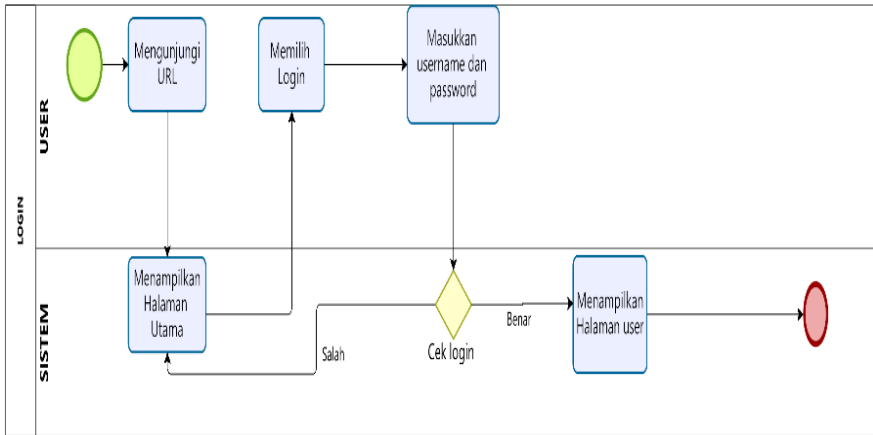 LOGIN
USER
Mengunjungi
URL
Memilih
Login
Masukkan
username dan
password
SISTEM
Menampilkan
Halaman
Utama
Salah
Cek login
Benar
Menampilkan
Halaman user